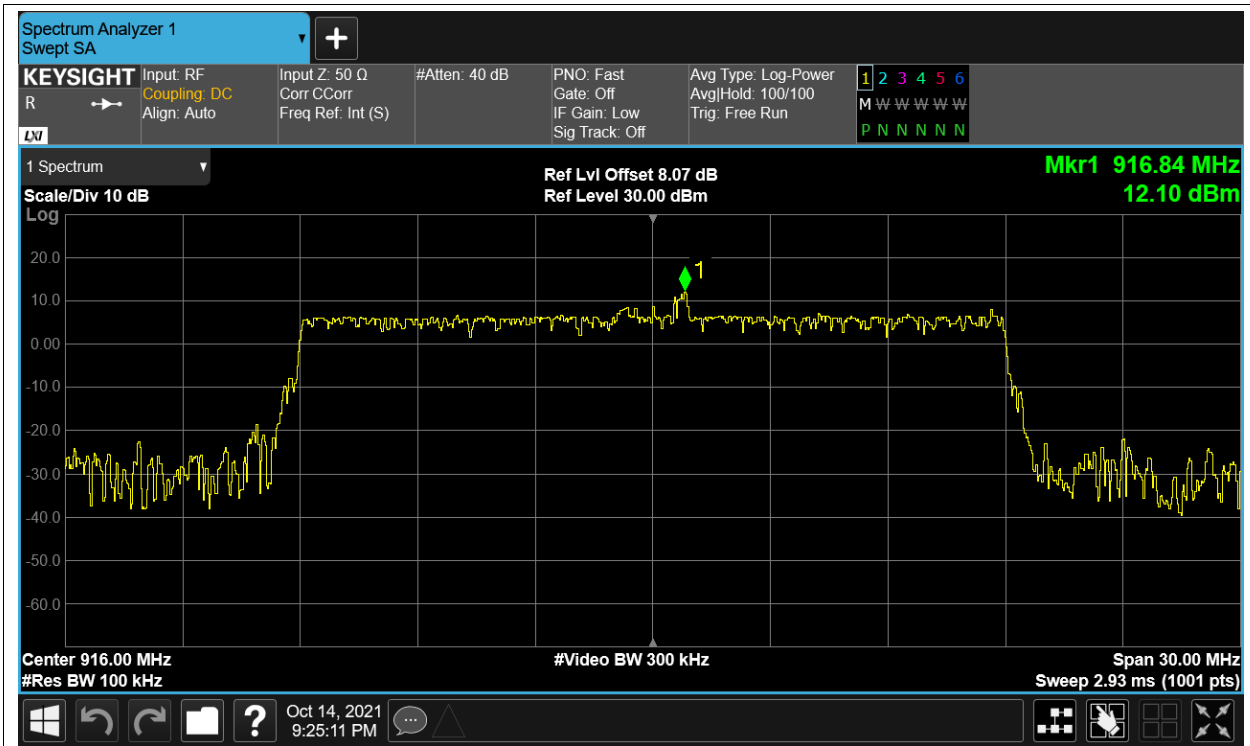 Spectrum Analyzer 1
Swept SA
KEYSIGHT
R
LXI
Input: RF
Coupling: DC
Align: Auto
Input Z: 50 Ω
Corr CCorr
Freq Ref: Int (S)
#Atten: 40 dB
PNO: Fast
Gate: Off
IF Gain: Low
Sig Track: Off
Avg Type: Log-Power
Avg|Hold: 100/100
Trig: Free Run
1 2 3 4 5 6
M W W W W W
P N N N N N
1 Spectrum
Scale/Div 10 dB
Ref Lvl Offset 8.07 dB
Ref Level 30.00 dBm
Mkr1 916.84 MHz
12.10 dBm
Log
20.0
10.0
0.00
-10.0
-20.0
-30.0
-40.0
-50.0
-60.0
1
Center 916.00 MHz
#Res BW 100 kHz
#Video BW 300 kHz
Span 30.00 MHz
Sweep 2.93 ms (1001 pts)
?
Oct 14, 2021
9:25:11 PM